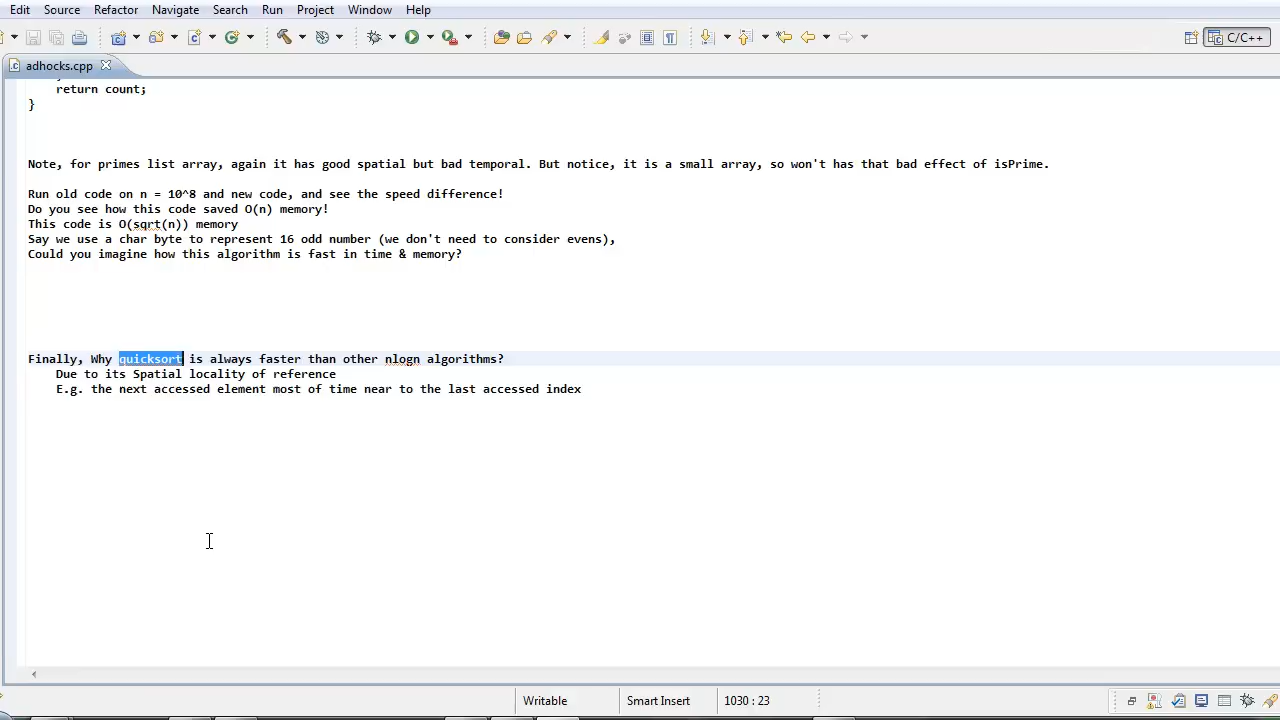 Edit Source Refactor Navigate Search Run Project Window Help
C/C++
adhocks.cpp
return count;
}
Note, for primes list array, again it has good spatial but bad temporal. But notice, it is a small array, so won't has that bad effect of isPrime.
Run old code on n = 10^8 and new code, and see the speed difference!
Do you see how this code saved O(n) memory!
This code is O(sqrt(n)) memory
Say we use a char byte to represent 16 odd number (we don't need to consider evens),
Could you imagine how this algorithm is fast in time & memory?
Finally, Why quicksort is always faster than other nlogn algorithms?
Due to its Spatial locality of reference
E.g. the next accessed element most of time near to the last accessed index
Writable Smart Insert 1030 : 23